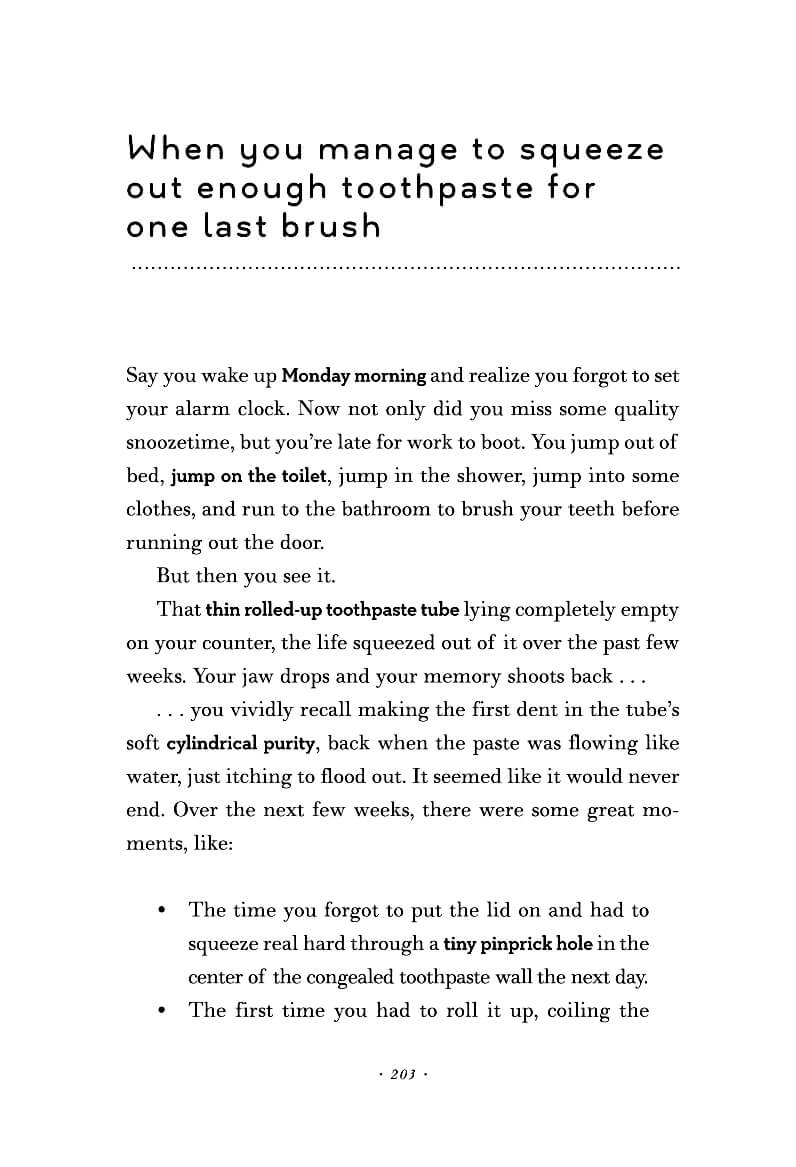 When you manage to squeeze
out enough toothpaste for
one last brush
Say you wake up Monday morning and realize you forgot to set
your alarm clock. Now not only did you miss some quality
snoozetime, but you’re late for work to boot. You jump out of
bed, jump on the toilet, jump in the shower, jump into some
clothes, and run to the bathroom to brush your teeth before
running out the door.
But then you see it.
That thin rolled-up toothpaste tube lying completely empty
on your counter, the life squeezed out of it over the past few
weeks. Your jaw drops and your memory shoots back . . .
. . . you vividly recall making the first dent in the tube’s
soft cylindrical purity, back when the paste was flowing like
water, just itching to flood out. It seemed like it would never
end. Over the next few weeks, there were some great mo-
ments, like:
• The time you forgot to put the lid on and had to
squeeze real hard through a tiny pinprick hole in the
center of the congealed toothpaste wall the next day.
• The first time you had to roll it up, coiling the
· 203 ·